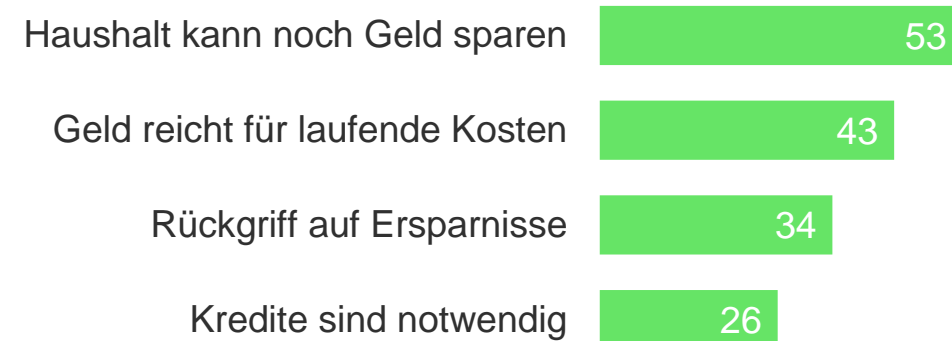 Haushalt kann noch Geld sparen 53
Geld reicht für laufende Kosten 43
Rückgriff auf Ersparnisse 34
Kredite sind notwendig 26